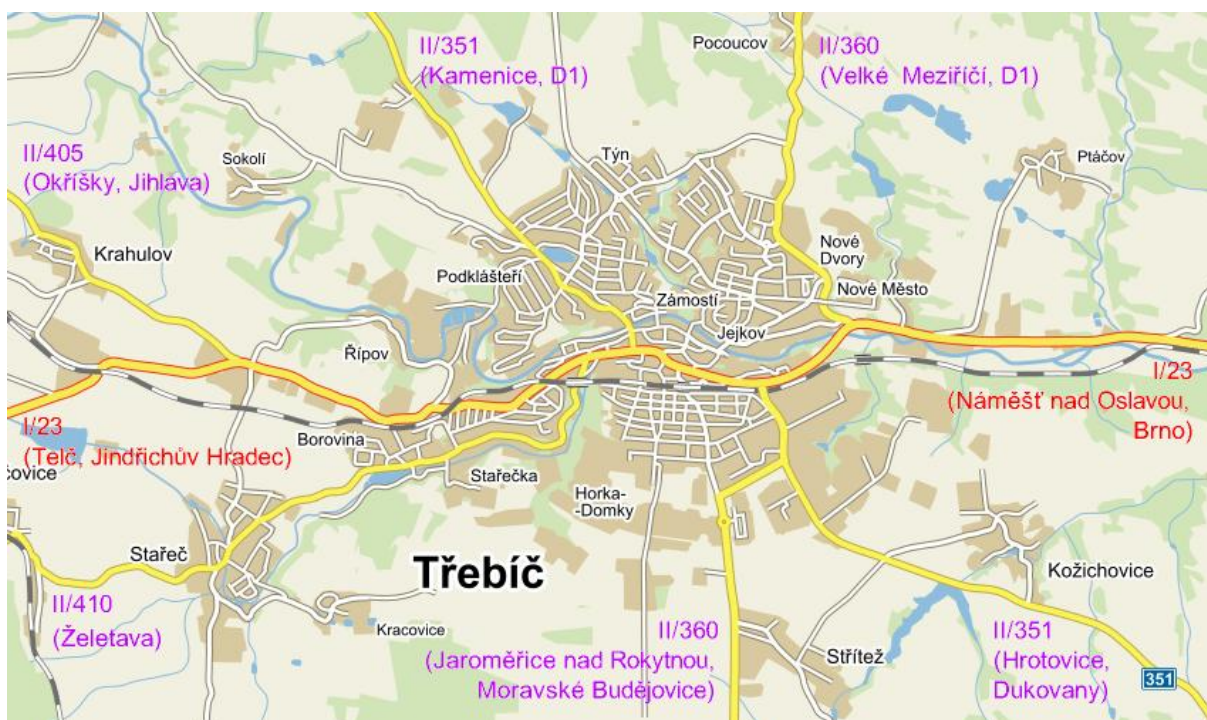 II/351
(Kamenice, D1)
Pocoucov
II/360
(Velké Meziříčí, D1)
II/405
(Okříšky, Jihlava)
Sokolí
Týn
Ptáčov
Krahulov
Podklášteří
Nové
Dvory
Nové Město
Zámostí
Jejkov
Řípov
I/23
(Náměšť nad Oslavou,
Brno)
I/23
(Telč, Jindřichův Hradec)
Borovina
čovice
Stařečka
Horka-
-Domky
Stařeč
Třebíč
Kožichovice
II/410
(Želetava)
Kracovice
II/360
(Jaroměřice nad Rokytnou,
Moravské Budějovice)
Střítež
II/351
(Hrotovice,
Dukovany)
351